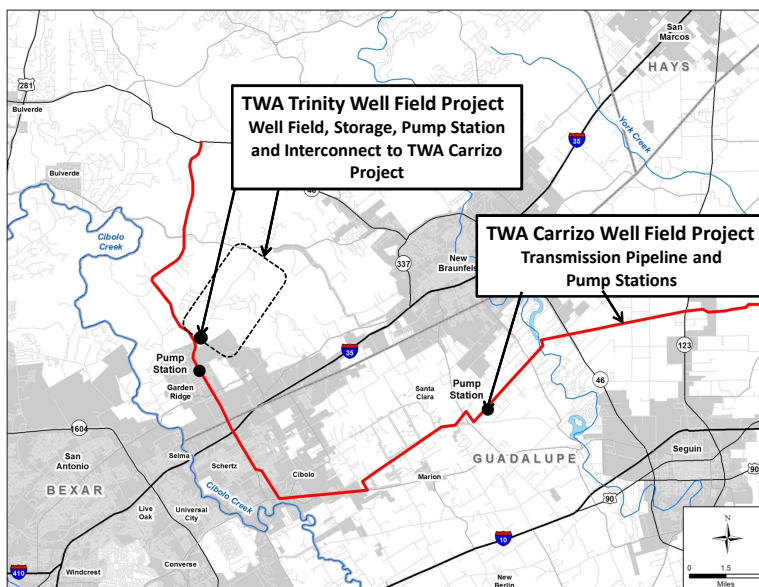 San
Marcos
HAYS
281
Bulverde
TWA Trinity Well Field Project
Well Field, Storage, Pump Station
and Interconnect to TWA Carrizo
Project
York Creek
35
46
Bulverde
Cibolo
Creek
337
New
Braunfels
TWA Carrizo Well Field Project
Transmission Pipeline and
Pump Stations
35
123
Pump
Station
Garden
Ridge
Santa
Clara
Pump
Station
46
1604
San
Antonio
Selma
Schertz
Cibolo
Marion
GUADALUPE
Seguin
90
BEXAR
Cibolo Creek
Live
Oak
Universal
City
90
10
N
410
Windcrest
Converse
New
Berlin
0 1.5
Miles